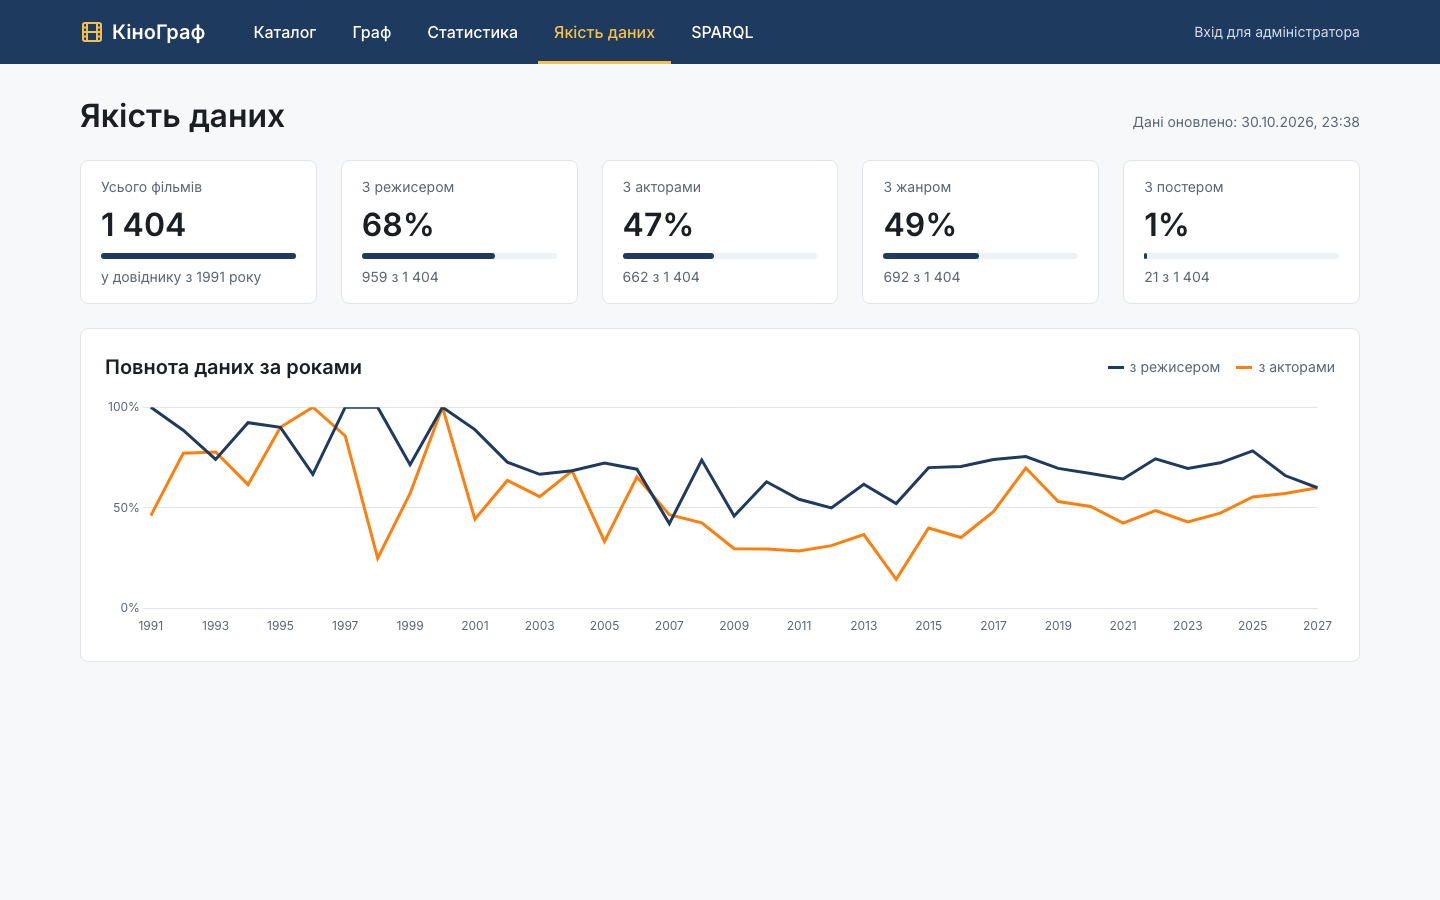 КіноГраф Каталог Граф Статистика Якість даних SPARQL Вхід для адміністратора
Якість даних
Дані оновлено: 30.10.2026, 23:38
Усього фільмів
1 404
у довіднику з 1991 року
З режисером
68%
959 з 1 404
З акторами
47%
662 з 1 404
З жанром
49%
692 з 1 404
З постером
1%
21 з 1 404
Повнота даних за роками
з режисером з акторами
100%
50%
0%
1991 1993 1995 1997 1999 2001 2003 2005 2007 2009 2011 2013 2015 2017 2019 2021 2023 2025 2027